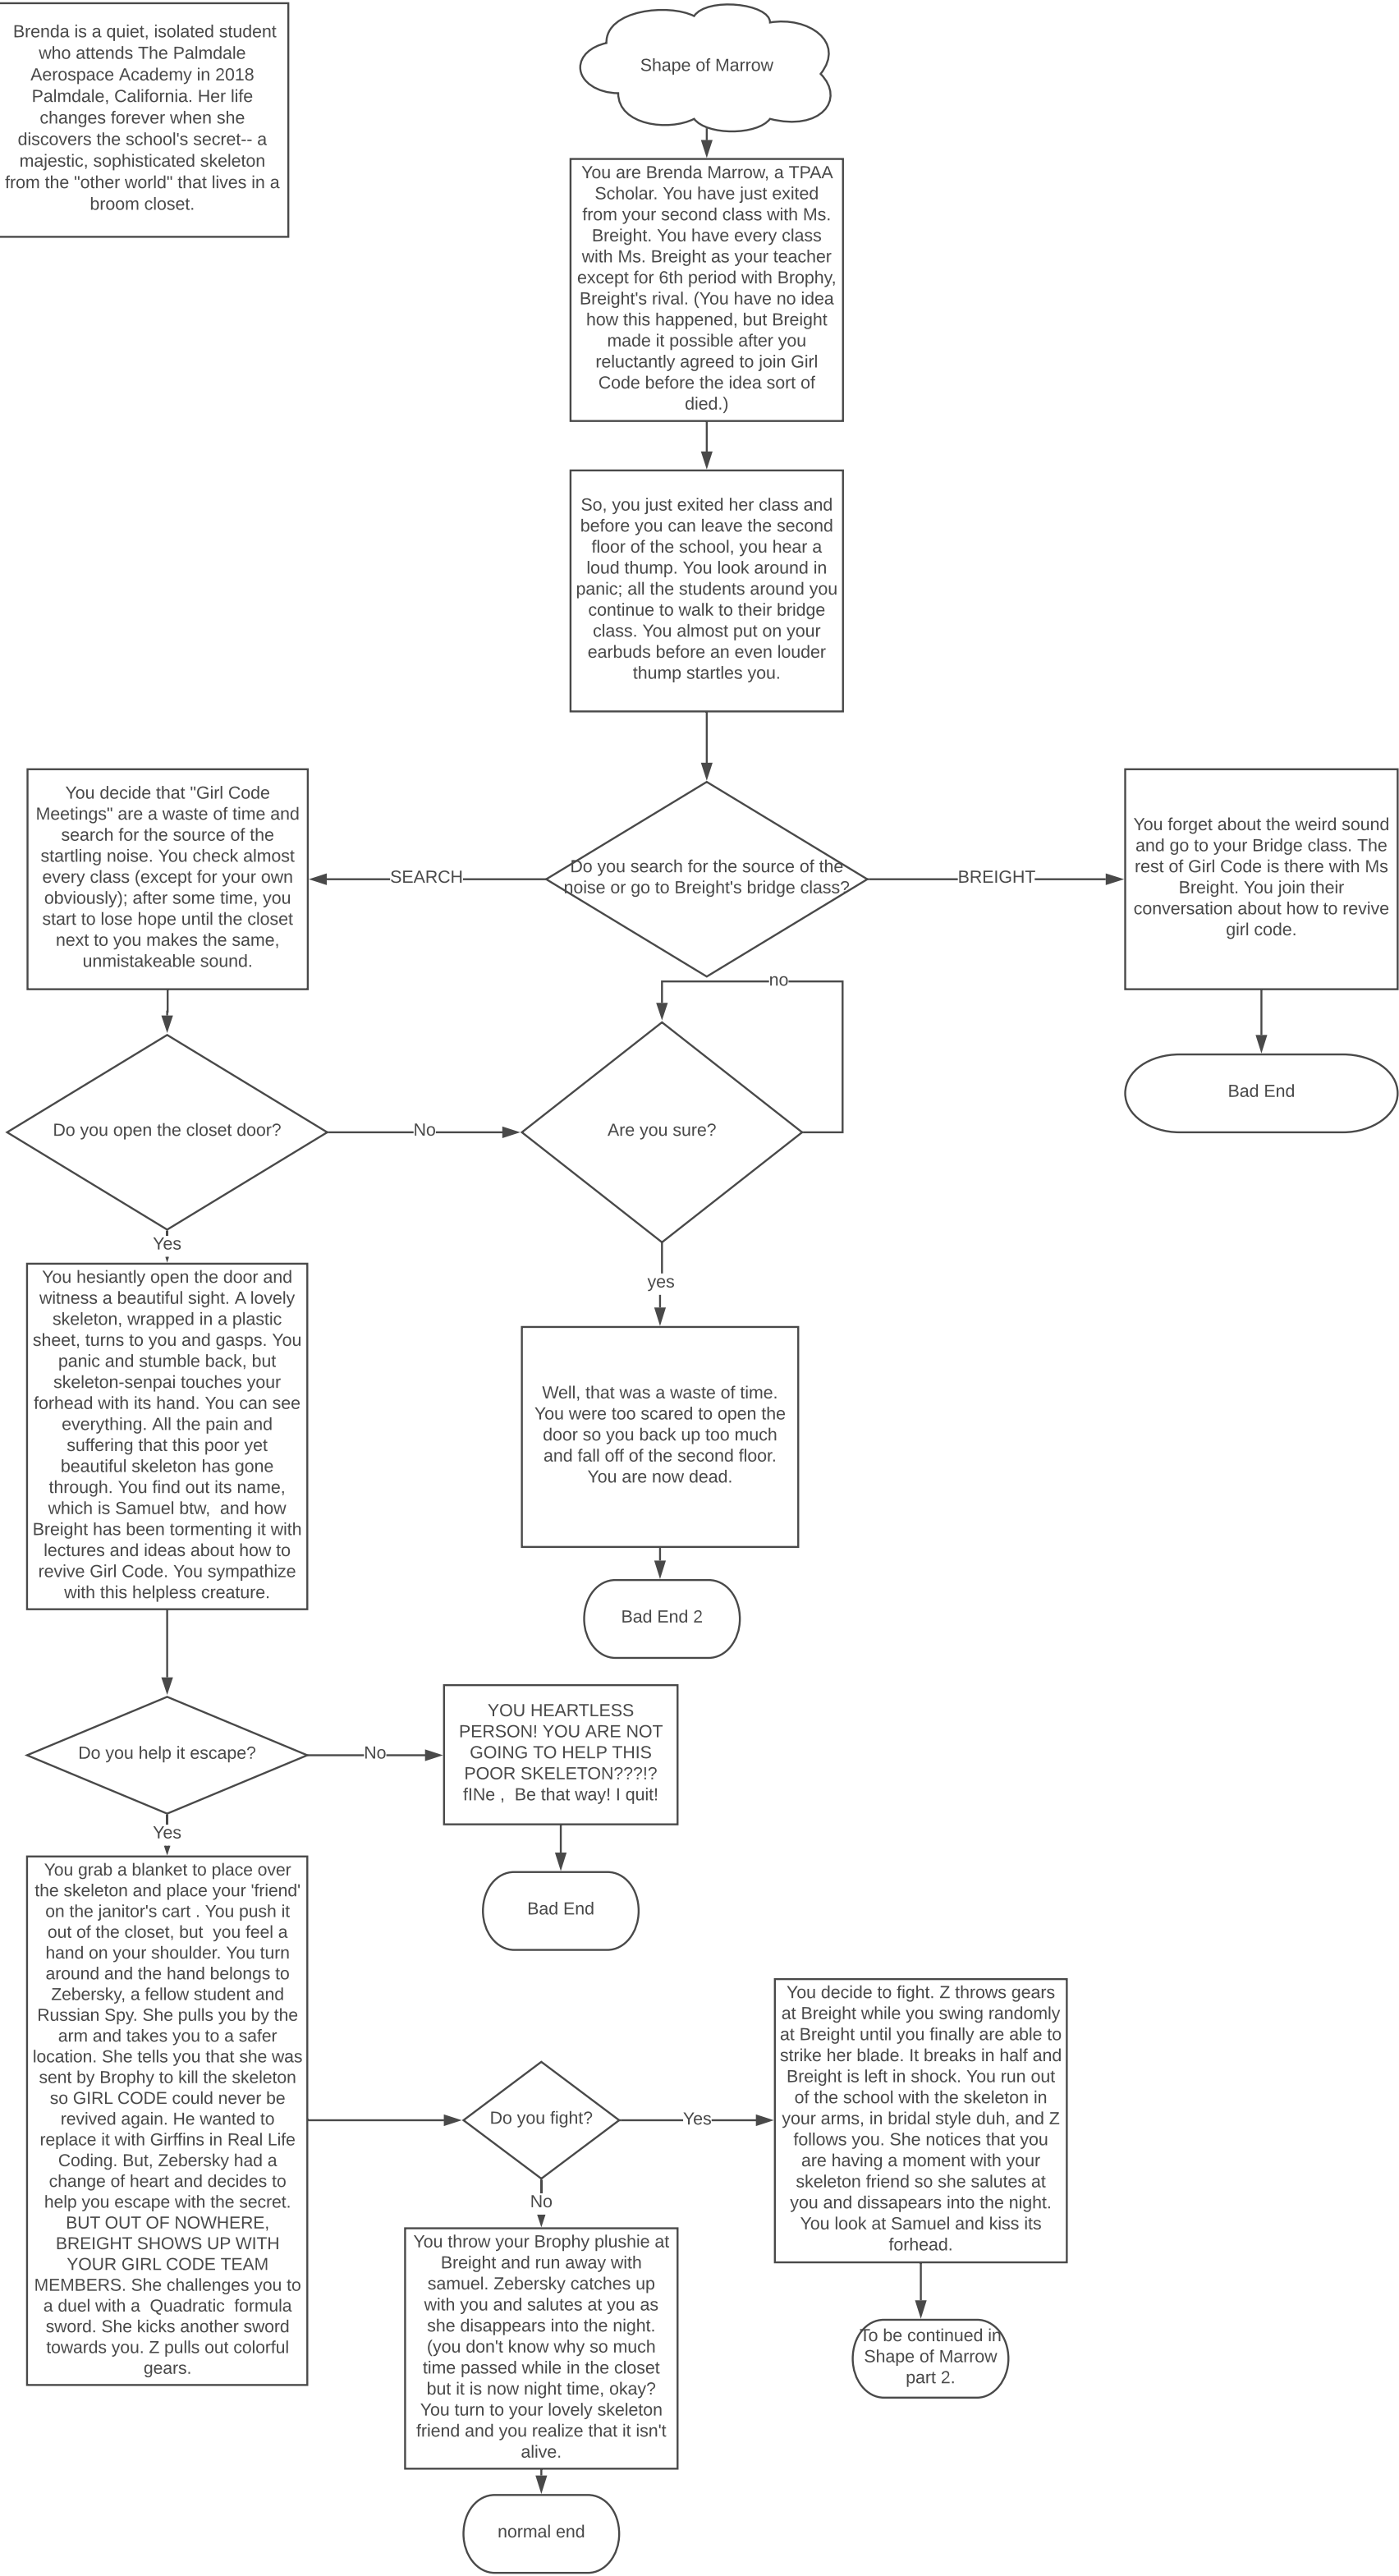 Brenda is a quiet, isolated student
who attends The Palmdale
Aerospace Academy in 2018
Palmdale, California. Her life
changes forever when she
discovers the school's secret-- a
majestic, sophisticated skeleton
from the "other world" that lives in a
broom closet.
Shape of Marrow
You are Brenda Marrow, a TPAA
Scholar. You have just exited
from your second class with Ms.
Breight. You have every class
with Ms. Breight as your teacher
except for 6th period with Brophy,
Breight's rival. (You have no idea
how this happened, but Breight
made it possible after you
reluctantly agreed to join Girl
Code before the idea sort of
died.)
So, you just exited her class and
before you can leave the second
floor of the school, you hear a
loud thump. You look around in
panic; all the students around you
continue to walk to their bridge
class. You almost put on your
earbuds before an even louder
thump startles you.
Do you search for the source of the
noise or go to Breight's bridge class?
SEARCH
BREIGHT
You decide that "Girl Code
Meetings" are a waste of time and
search for the source of the
startling noise. You check almost
every class (except for your own
obviously); after some time, you
start to lose hope until the closet
next to you makes the same,
unmistakeable sound.
You forget about the weird sound
and go to your Bridge class. The
rest of Girl Code is there with Ms
Breight. You join their
conversation about how to revive
girl code.
Bad End
Do you open the closet door?
No
Are you sure?
no
Yes
yes
You hesiantly open the door and
witness a beautiful sight. A lovely
skeleton, wrapped in a plastic
sheet, turns to you and gasps. You
panic and stumble back, but
skeleton-senpai touches your
forhead with its hand. You can see
everything. All the pain and
suffering that this poor yet
beautiful skeleton has gone
through. You find out its name,
which is Samuel btw,  and how
Breight has been tormenting it with
lectures and ideas about how to
revive Girl Code. You sympathize
with this helpless creature.
Well, that was a waste of time.
You were too scared to open the
door so you back up too much
and fall off of the second floor.
You are now dead.
Bad End 2
Do you help it escape?
No
YOU HEARTLESS
PERSON! YOU ARE NOT
GOING TO HELP THIS
POOR SKELETON???!?
fINe ,  Be that way! I quit!
Bad End
Yes
You grab a blanket to place over
the skeleton and place your 'friend'
on the janitor's cart . You push it
out of the closet, but  you feel a
hand on your shoulder. You turn
around and the hand belongs to
Zebersky, a fellow student and
Russian Spy. She pulls you by the
arm and takes you to a safer
location. She tells you that she was
sent by Brophy to kill the skeleton
so GIRL CODE could never be
revived again. He wanted to
replace it with Girffins in Real Life
Coding. But, Zebersky had a
change of heart and decides to
help you escape with the secret.
BUT OUT OF NOWHERE,
BREIGHT SHOWS UP WITH
YOUR GIRL CODE TEAM
MEMBERS. She challenges you to
a duel with a  Quadratic  formula
sword. She kicks another sword
towards you. Z pulls out colorful
gears.
Do you fight?
Yes
You decide to fight. Z throws gears
at Breight while you swing randomly
at Breight until you finally are able to
strike her blade. It breaks in half and
Breight is left in shock. You run out
of the school with the skeleton in
your arms, in bridal style duh, and Z
follows you. She notices that you
are having a moment with your
skeleton friend so she salutes at
you and dissapears into the night.
You look at Samuel and kiss its
forhead.
To be continued in
Shape of Marrow
part 2.
No
You throw your Brophy plushie at
Breight and run away with
samuel. Zebersky catches up
with you and salutes at you as
she disappears into the night.
(you don't know why so much
time passed while in the closet
but it is now night time, okay?
You turn to your lovely skeleton
friend and you realize that it isn't
alive.
normal end